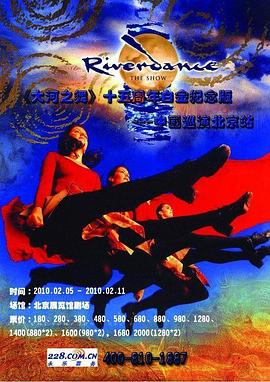 Riverdance
THE SHOW
《大河之舞》十五周年白金纪念版
中国巡演北京站
时间：2010.02.05 - 2010.02.11
场馆：北京展览馆剧场
票价：180、280、380、480、580、680、880、980、1280、
1400(880*2)、1600(980*2), 1680 2000(1280*2)
228.COM.CN
永乐票务
400-610-1887